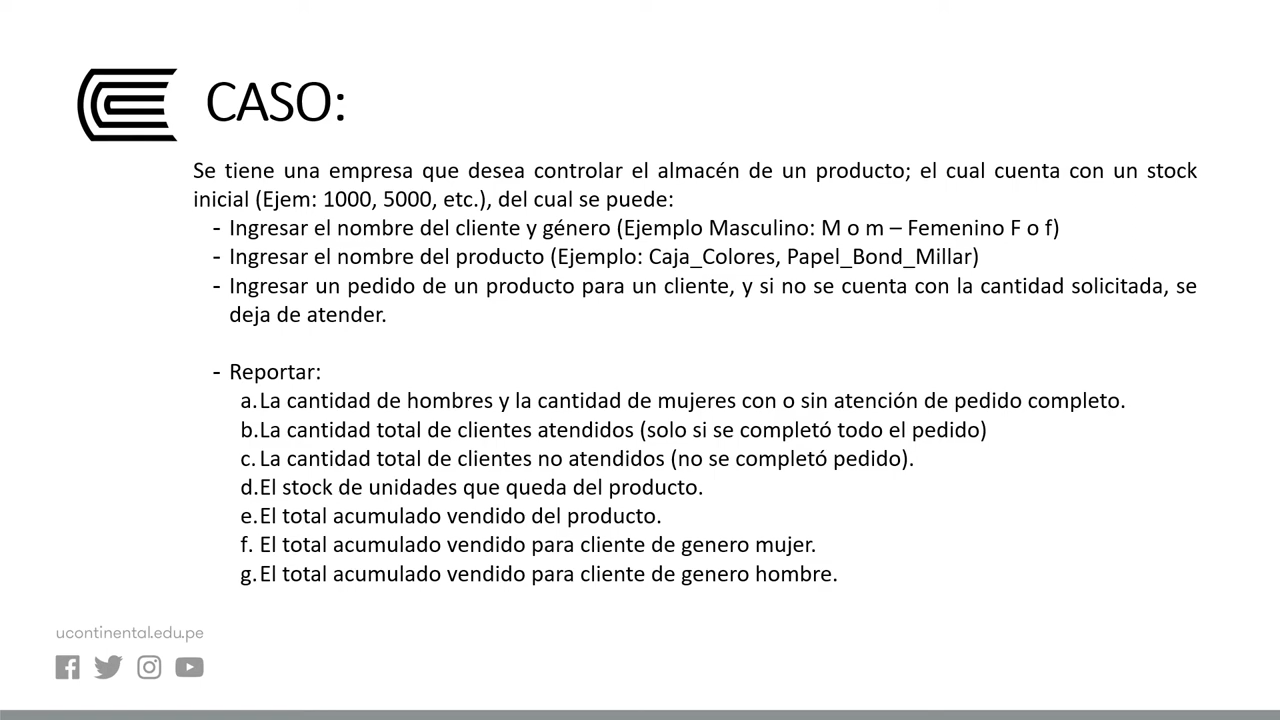 CASO:
Se tiene una empresa que desea controlar el almacén de un producto; el cual cuenta con un stock
inicial (Ejem: 1000, 5000, etc.), del cual se puede:
- Ingresar el nombre del cliente y género (Ejemplo Masculino: M o m – Femenino F o f)
- Ingresar el nombre del producto (Ejemplo: Caja_Colores, Papel_Bond_Millar)
- Ingresar un pedido de un producto para un cliente, y si no se cuenta con la cantidad solicitada, se
deja de atender.
- Reportar:
a. La cantidad de hombres y la cantidad de mujeres con o sin atención de pedido completo.
b. La cantidad total de clientes atendidos (solo si se completó todo el pedido)
c. La cantidad total de clientes no atendidos (no se completó pedido).
d. El stock de unidades que queda del producto.
e. El total acumulado vendido del producto.
f. El total acumulado vendido para cliente de genero mujer.
g. El total acumulado vendido para cliente de genero hombre.
ucontinental.edu.pe